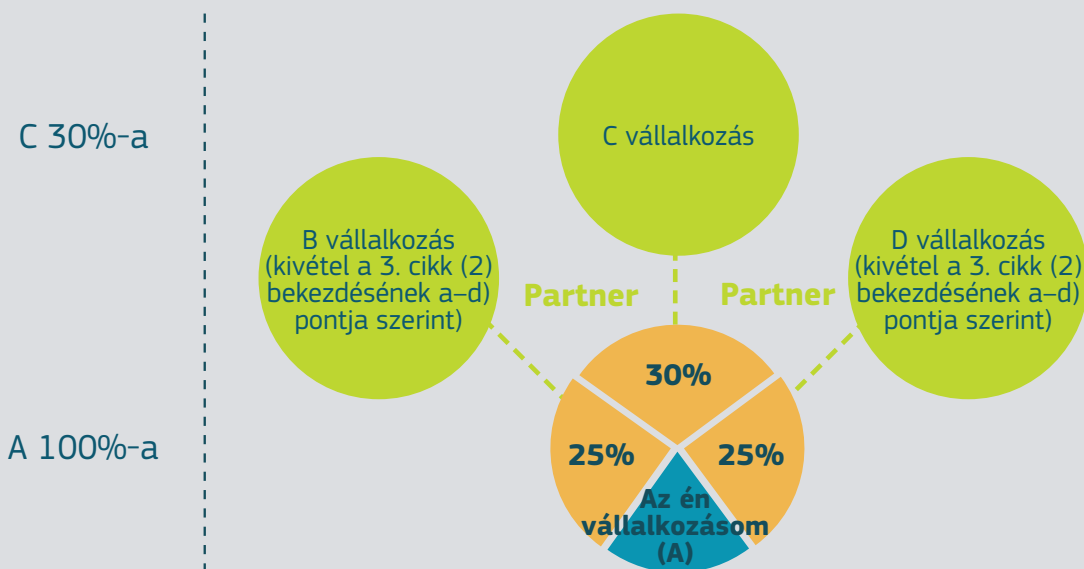 C 30%-a
A 100%-a
C vállalkozás
B vállalkozás
(kivétel a 3. cikk (2)
bekezdésének a–d)
pontja szerint)
D vállalkozás
(kivétel a 3. cikk (2)
bekezdésének a–d)
pontja szerint)
Partner
Partner
30%
25%
25%
Az én
vállalkozásom
(A)